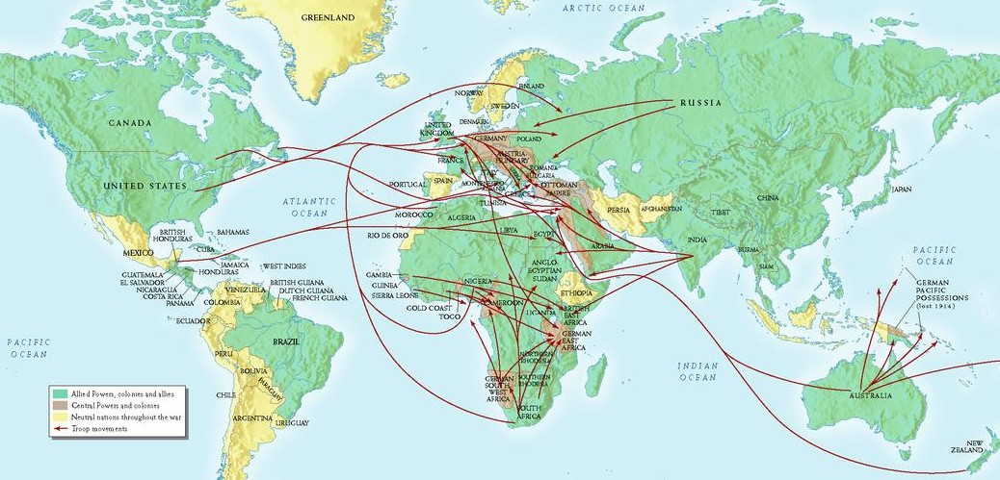 ARCTIC OCEAN
GREENLAND
NORWAY
FINLAND
SWEDEN
RUSSIA
CANADA
UNITED
KINGDOM
DENMARK
GERMANY
POLAND
AUSTRIA-
HUNGARY
FRANCE
ROMANIA
BULGARIA
ITALY
MONTENEGRO
ALBANIA
GREECE
OTTOMAN
EMPIRE
UNITED STATES
PORTUGAL
SPAIN
TUNISIA
ATLANTIC
OCEAN
MOROCCO
ALGERIA
LIBYA
EGYPT
RIO DE ORO
PERSIA
AFGHANISTAN
TIBET
CHINA
JAPAN
INDIA
BURMA
SIAM
ARABIA
MEXICO
BRITISH
HONDURAS
BAHAMAS
CUBA
JAMAICA
HONDURAS
WEST INDIES
GUATEMALA
EL SALVADOR
NICARAGUA
COSTA RICA
PANAMA
VENEZUELA
COLOMBIA
BRITISH GUIANA
DUTCH GUIANA
FRENCH GUIANA
ECUADOR
GAMBIA
GUINEA
SIERRA LEONE
GOLD COAST
TOGO
NIGERIA
CAMEROON
ANGLO-
EGYPTIAN
SUDAN
ETHIOPIA
UGANDA
BRITISH
EAST
AFRICA
GERMAN
EAST
AFRICA
NORTHERN
RHODESIA
SOUTHERN
RHODESIA
GERMAN
SOUTH
WEST
AFRICA
SOUTH
AFRICA
PACIFIC
OCEAN
GERMAN
PACIFIC
POSSESSIONS
(lost 1914)
PACIFIC
OCEAN
PERU
BRAZIL
BOLIVIA
PARAGUAY
CHILE
ARGENTINA
URUGUAY
INDIAN
OCEAN
AUSTRALIA
NEW
ZEALAND
Allied Powers, colonies and allies
Central Powers and colonies
Neutral nations throughout the war
Troop movements